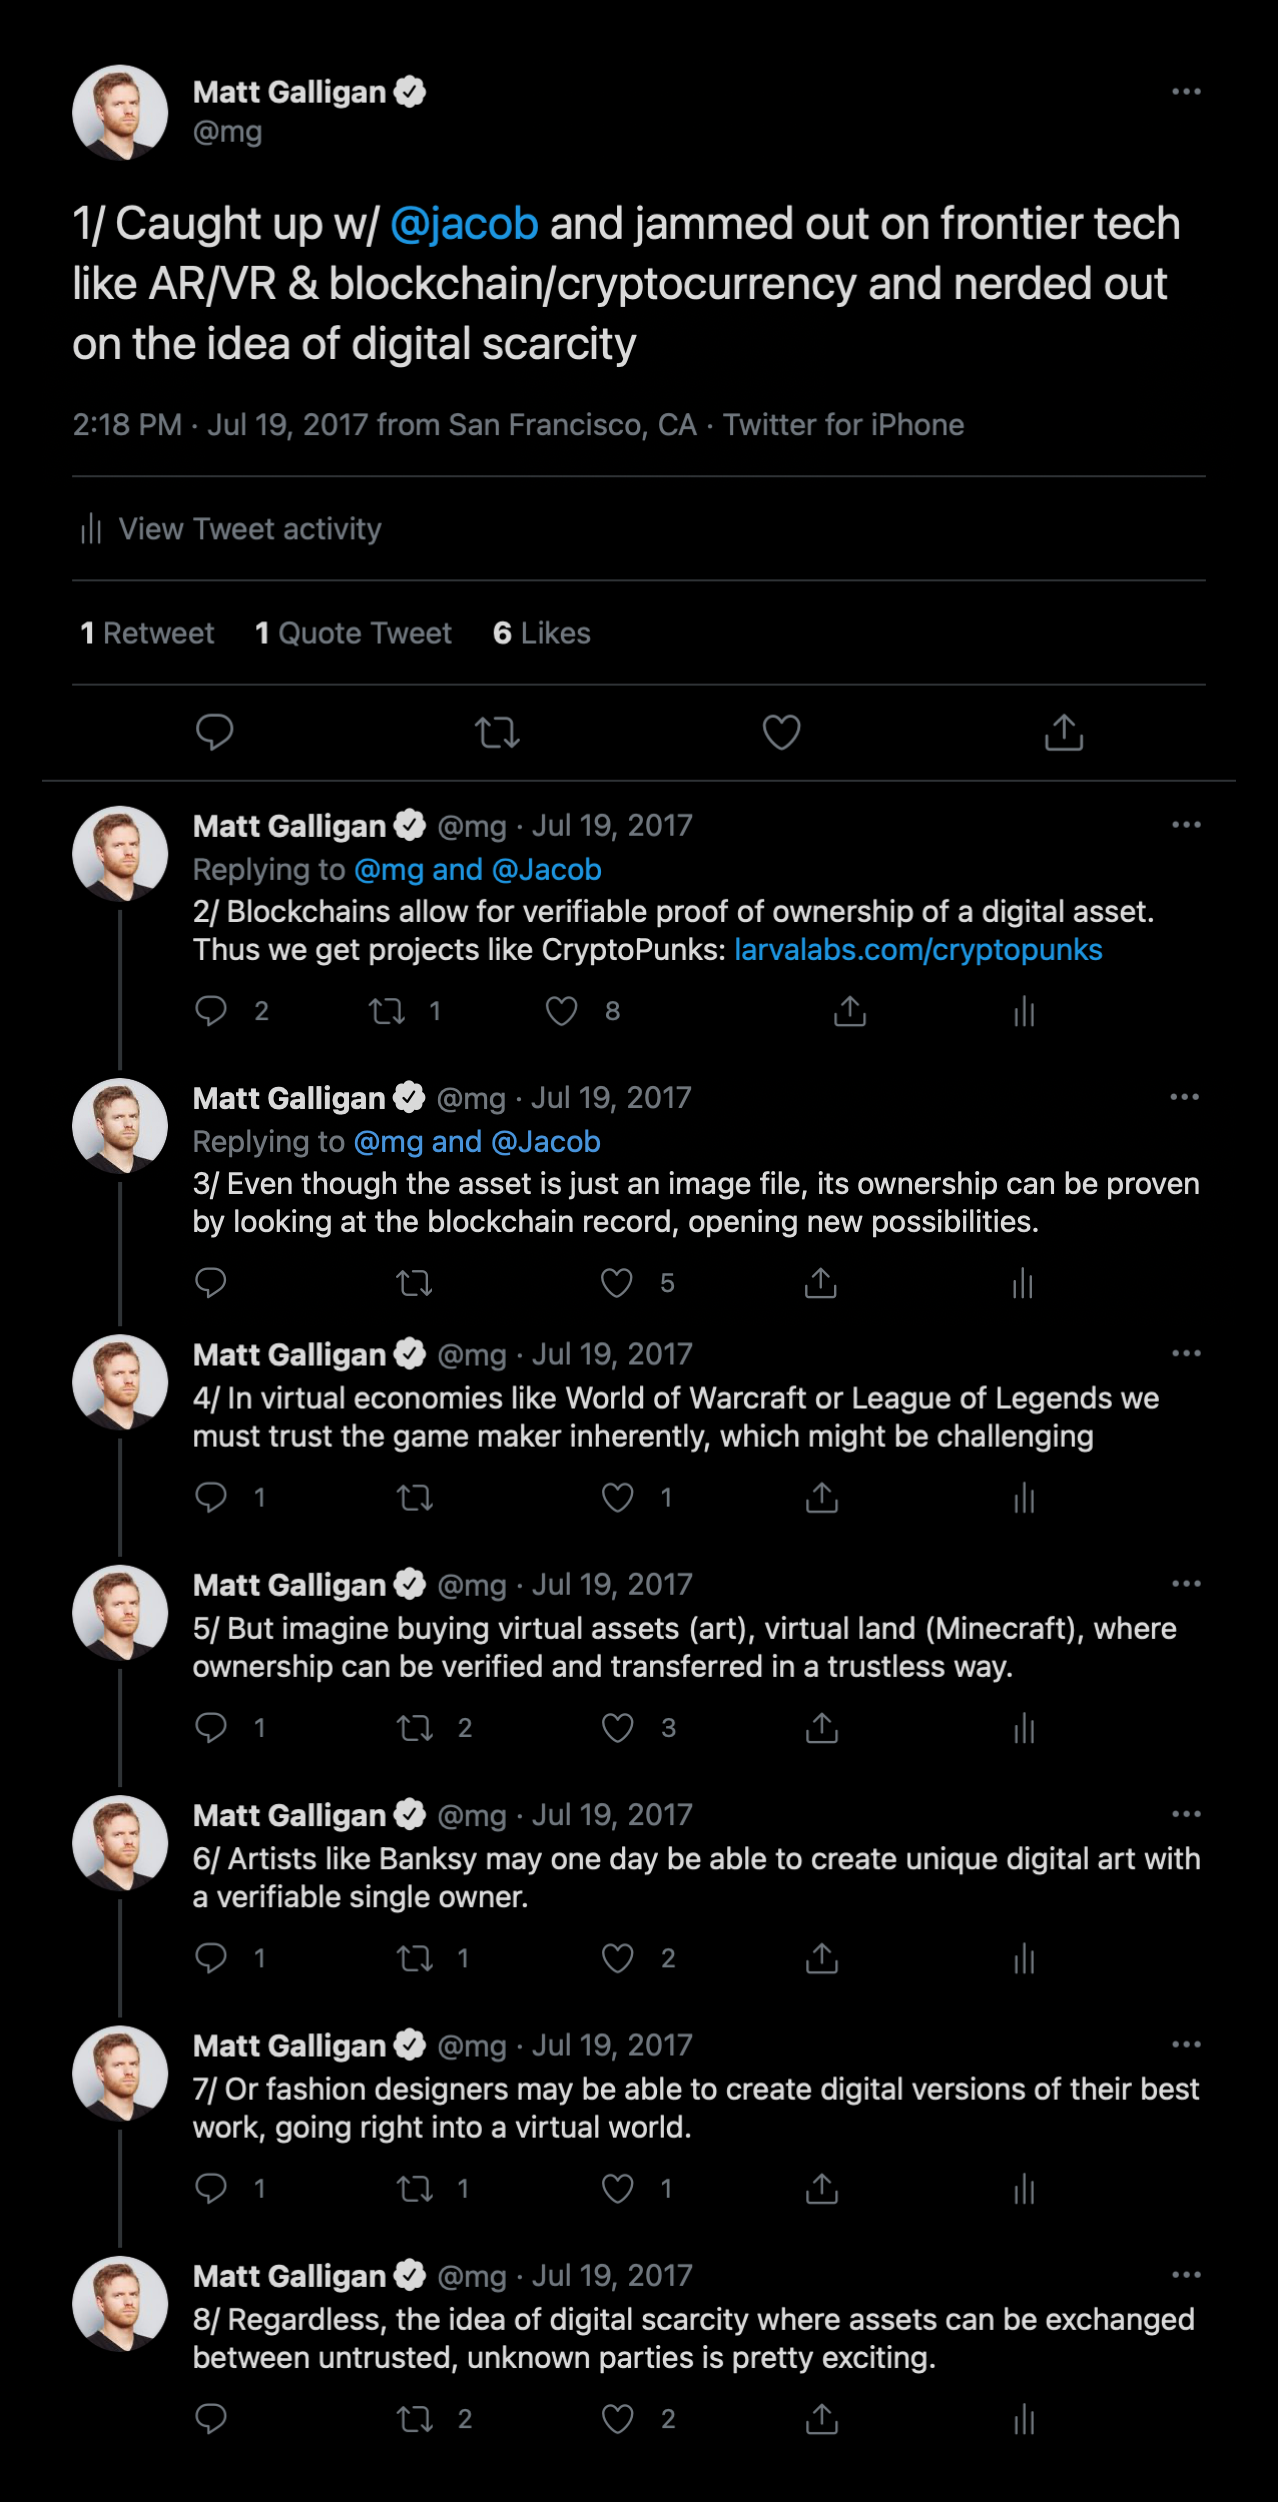 Matt Galligan
@mg
1/ Caught up w/ @jacob and jammed out on frontier tech
like AR/VR & blockchain/cryptocurrency and nerded out
on the idea of digital scarcity
2:18 PM · Jul 19, 2017 from San Francisco, CA · Twitter for iPhone
View Tweet activity
1 Retweet 1 Quote Tweet 6 Likes
Matt Galligan @mg · Jul 19, 2017
Replying to @mg and @Jacob
2/ Blockchains allow for verifiable proof of ownership of a digital asset.
Thus we get projects like CryptoPunks: larvalabs.com/cryptopunks
2 1 8
Matt Galligan @mg · Jul 19, 2017
Replying to @mg and @Jacob
3/ Even though the asset is just an image file, its ownership can be proven
by looking at the blockchain record, opening new possibilities.
5
Matt Galligan @mg · Jul 19, 2017
4/ In virtual economies like World of Warcraft or League of Legends we
must trust the game maker inherently, which might be challenging
1 1
Matt Galligan @mg · Jul 19, 2017
5/ But imagine buying virtual assets (art), virtual land (Minecraft), where
ownership can be verified and transferred in a trustless way.
1 2 3
Matt Galligan @mg · Jul 19, 2017
6/ Artists like Banksy may one day be able to create unique digital art with
a verifiable single owner.
1 1 2
Matt Galligan @mg · Jul 19, 2017
7/ Or fashion designers may be able to create digital versions of their best
work, going right into a virtual world.
1 1 1
Matt Galligan @mg · Jul 19, 2017
8/ Regardless, the idea of digital scarcity where assets can be exchanged
between untrusted, unknown parties is pretty exciting.
2 2